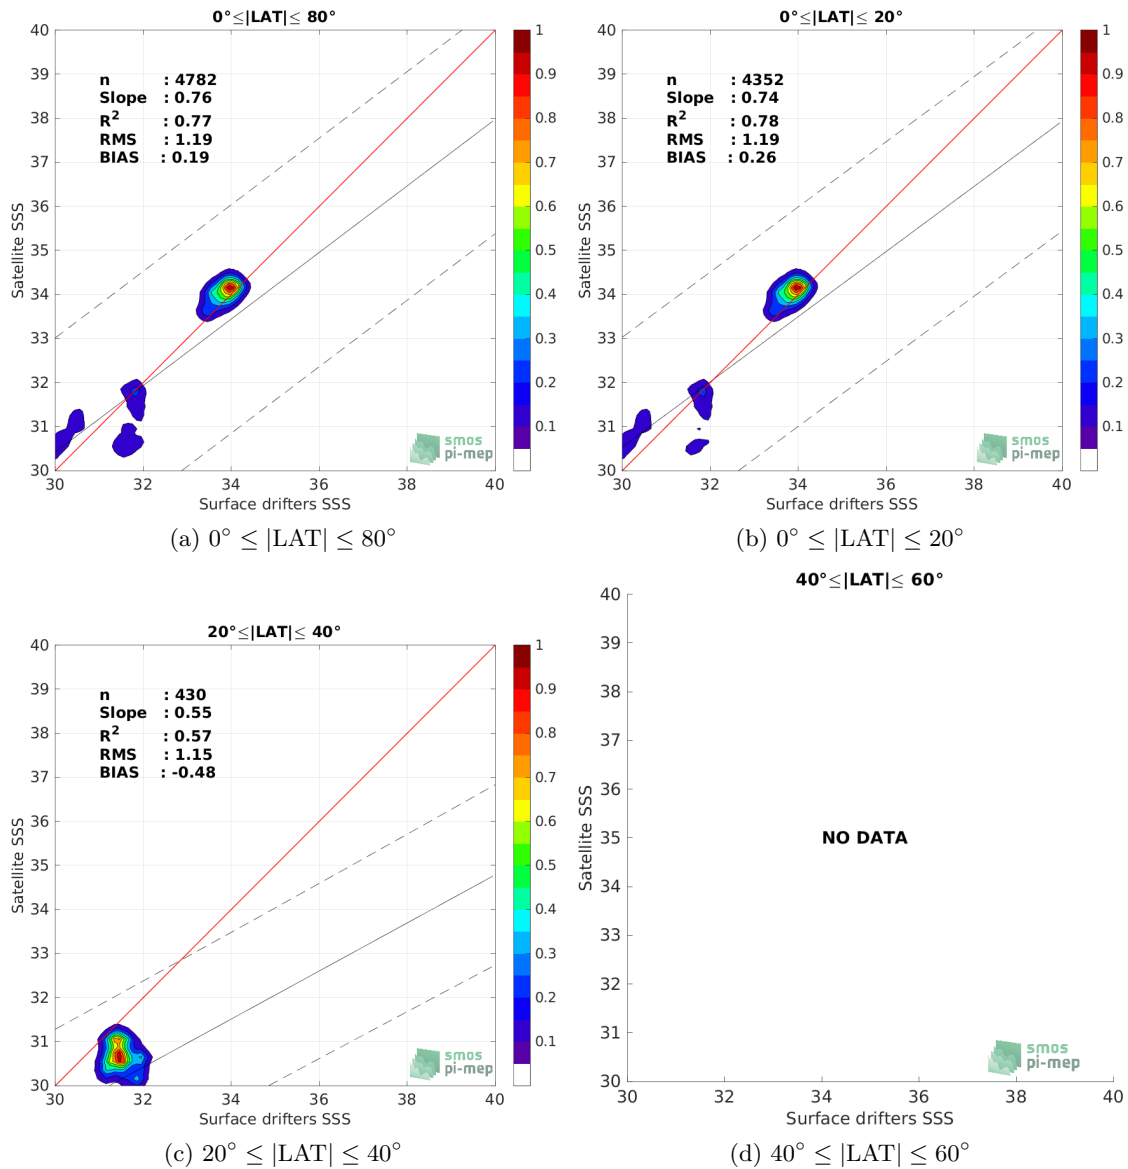 0°≤|LAT|≤ 80°
40
39
38
37
36
35
34
33
32
31
30
Satellite SSS
n : 4782
Slope : 0.76
R2 : 0.77
RMS : 1.19
BIAS : 0.19
smos
pi-mep
30 32 34 36 38 40
Surface drifters SSS
1
0.9
0.8
0.7
0.6
0.5
0.4
0.3
0.2
0.1
(a) 0° ≤ |LAT| ≤ 80°
0°≤|LAT|≤ 20°
40
39
38
37
36
35
34
33
32
31
30
Satellite SSS
n : 4352
Slope : 0.74
R2 : 0.78
RMS : 1.19
BIAS : 0.26
smos
pi-mep
30 32 34 36 38 40
Surface drifters SSS
1
0.9
0.8
0.7
0.6
0.5
0.4
0.3
0.2
0.1
(b) 0° ≤ |LAT| ≤ 20°
20°≤|LAT|≤ 40°
40
39
38
37
36
35
34
33
32
31
30
Satellite SSS
n : 430
Slope : 0.55
R2 : 0.57
RMS : 1.15
BIAS : -0.48
smos
pi-mep
30 32 34 36 38 40
Surface drifters SSS
1
0.9
0.8
0.7
0.6
0.5
0.4
0.3
0.2
0.1
(c) 20° ≤ |LAT| ≤ 40°
40°≤|LAT|≤ 60°
40
39
38
37
36
35
34
33
32
31
30
Satellite SSS
NO DATA
smos
pi-mep
30 32 34 36 38 40
Surface drifters SSS
(d) 40° ≤ |LAT| ≤ 60°